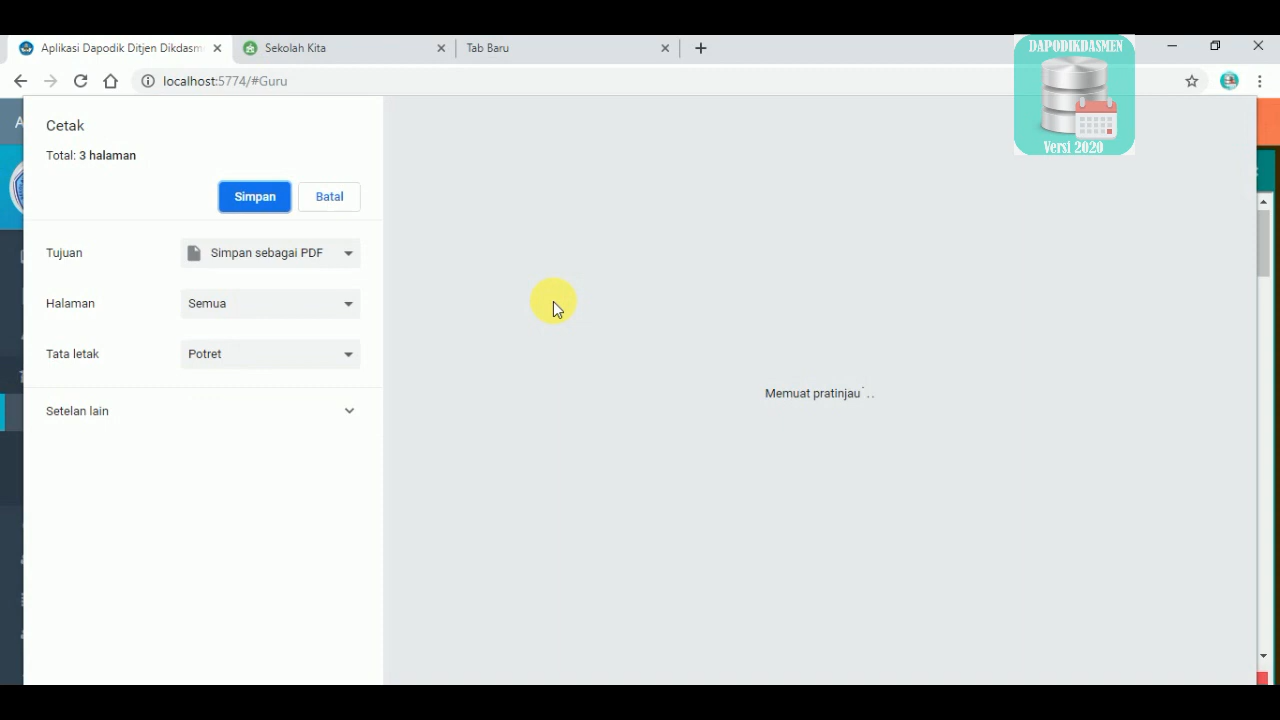 Aplikasi Dapodik Ditjen Dikdasm
Sekolah Kita
Tab Baru
localhost:5774/#Guru
DAPODIKDASMEN
Versi 2020
Cetak
Total: 3 halaman
Simpan
Batal
Tujuan
Simpan sebagai PDF
Halaman
Semua
Tata letak
Potret
Setelan lain
Memuat pratinjau